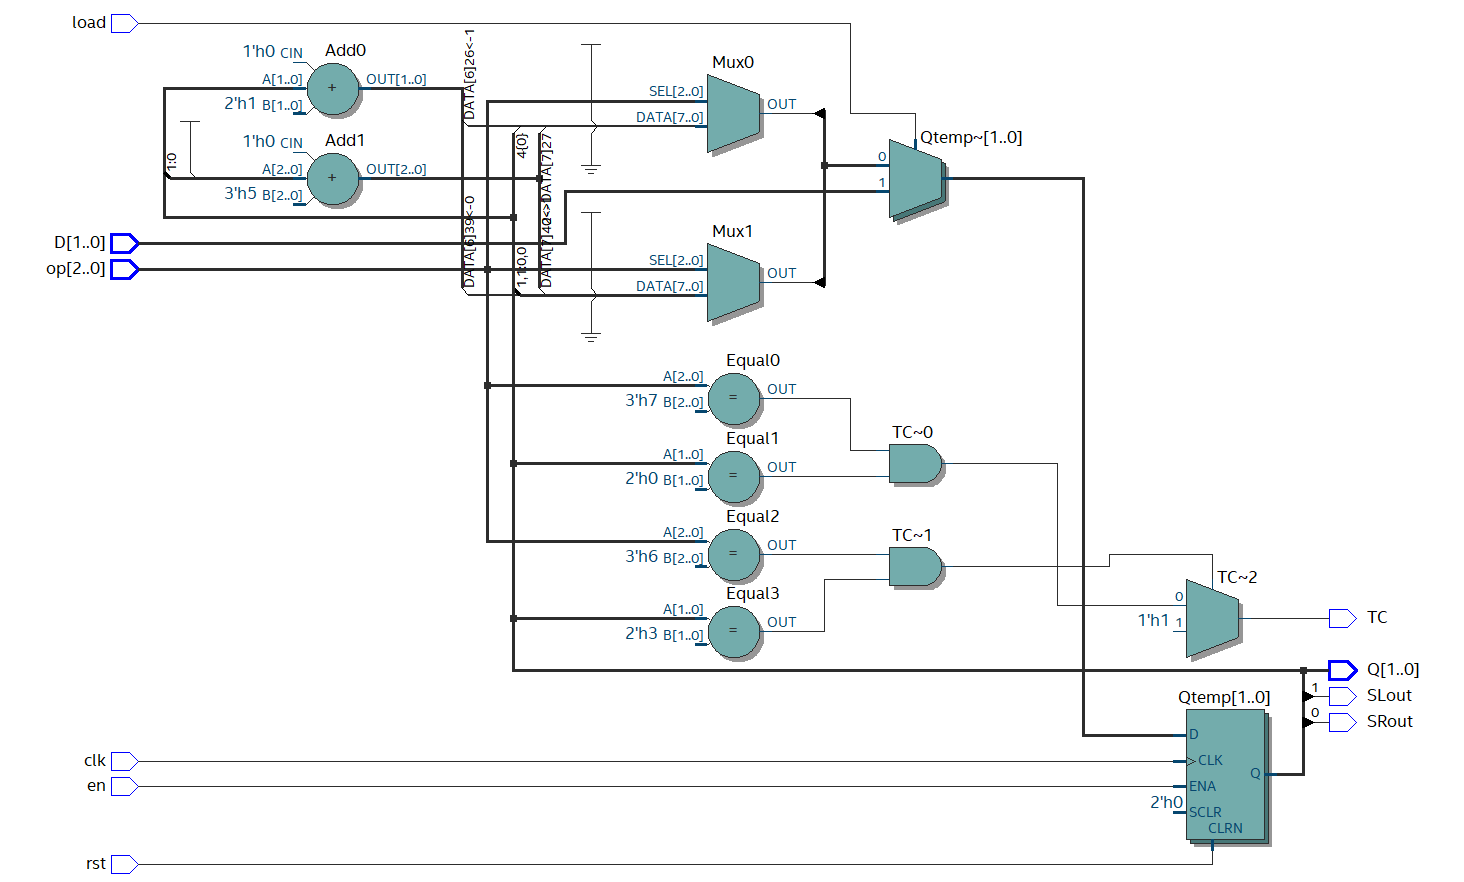 load
1'h0 CIN
Add0
A[1..0]
OUT[1..0]
2'h1 B[1..0]
+
1'h0 CIN
Add1
A[2..0]
OUT[2..0]
3'h5 B[2..0]
+
1:0
DATA[6]26<-1
4{0}
DATA[7]27
DATA[6]39<-0
1,1:0,0
Mux0
SEL[2..0]
DATA[7..0]
OUT
Qtemp~[1..0]
0
1
D[1..0]
op[2..0]
Mux1
SEL[2..0]
DATA[7..0]
OUT
Equal0
A[2..0]
3'h7 B[2..0]
=
OUT
Equal1
A[1..0]
2'h0 B[1..0]
=
OUT
TC~0
Equal2
A[2..0]
3'h6 B[2..0]
=
OUT
TC~1
Equal3
A[1..0]
2'h3 B[1..0]
=
OUT
TC~2
0
1'h1 1
TC
Q[1..0]
1 SLout
0 SRout
Qtemp[1..0]
D
clk
CLK
Q
en
ENA
2'h0
SCLR
CLRN
rst